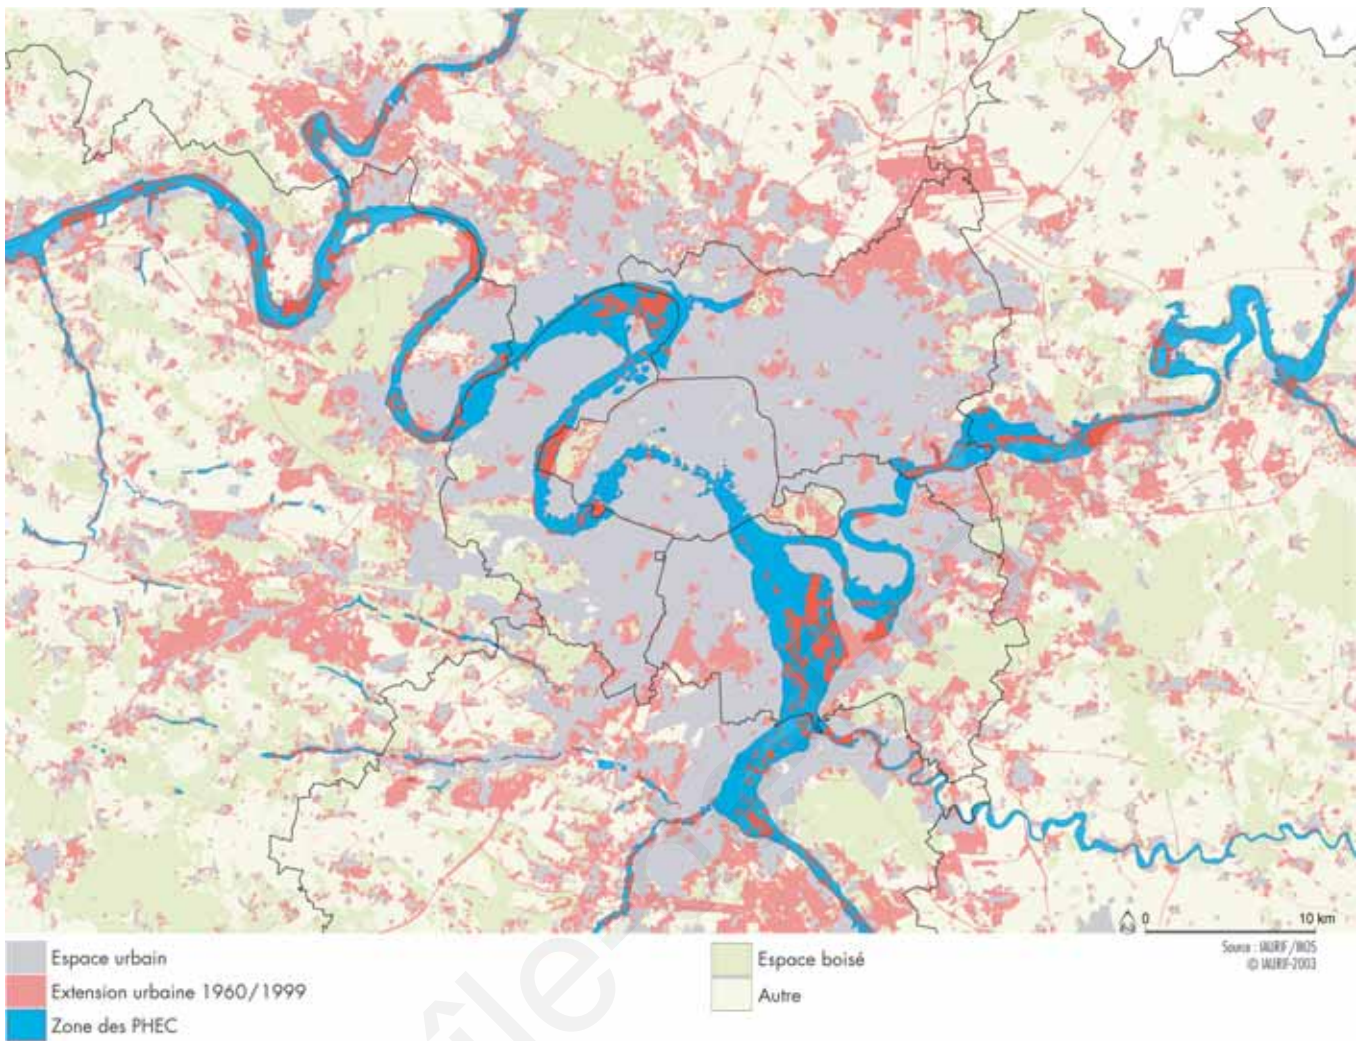 0 10 km
Source : IAURIF/MOS
© IAURIF-2003
Espace urbain
Extension urbaine 1960/1999
Zone des PHEC
Espace boisé
Autre
île